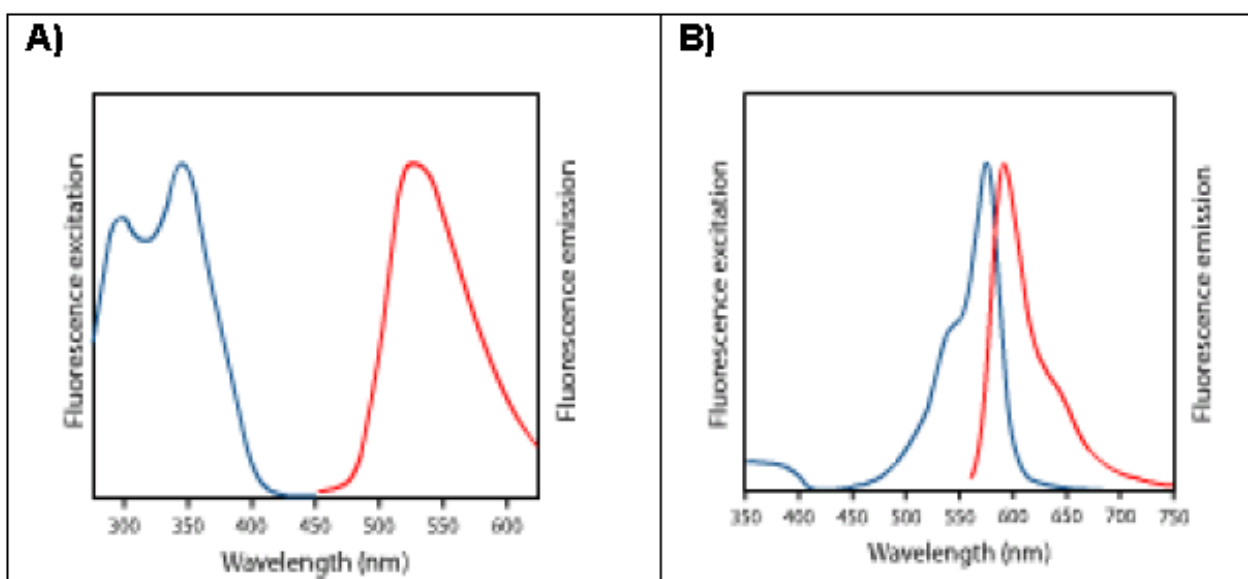 A)
Fluorescence excitation
Fluorescence emission
300 350 400 450 500 550 600
Wavelength (nm)
B)
Fluorescence excitation
Fluorescence emission
350 400 450 500 550 600 650 700 750
Wavelength (nm)